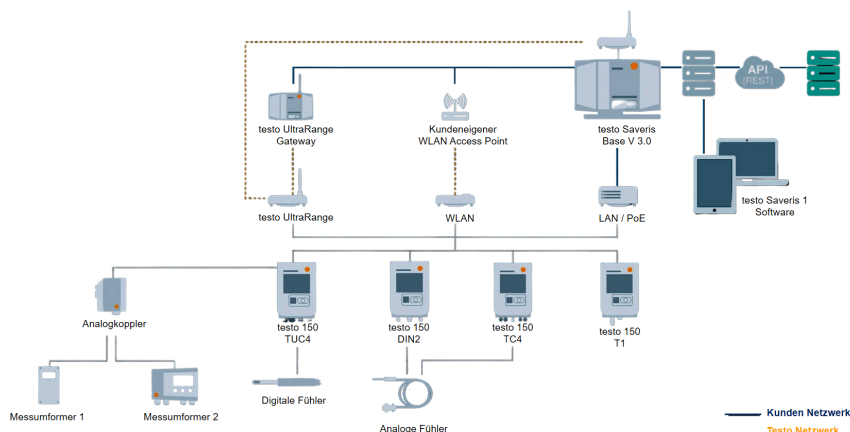 API
(REST)
testo UltraRange
Gateway
Kundeneigener
WLAN Access Point
testo Saveris
Base V 3.0
testo Saveris 1
Software
testo UltraRange
WLAN
LAN / PoE
Analogkoppler
testo 150
TUC4
testo 150
DIN2
testo 150
TC4
testo 150
T1
Messumformer 1
Messumformer 2
Digitale Fühler
Analoge Fühler
Kunden Netzwerk
Testo Netzwerk